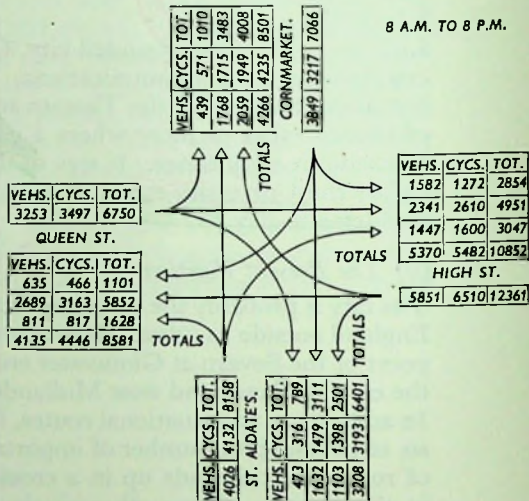 8 A.M. TO 8 P.M.
VEHS. CYCS. TOT.
439 571 1010
1768 1715 3483
2059 1949 4008
4266 4235 8501
CORNMARKET.
3849 3217 7066
TOTALS
VEHS. CYCS. TOT.
3253 3497 6750
QUEEN ST.
VEHS. CYCS. TOT.
635 466 1101
2689 3163 5852
811 817 1628
4135 4446 8581
TOTALS
VEHS. CYCS. TOT.
1582 1272 2854
2341 2610 4951
1447 1600 3047
5370 5482 10852
TOTALS
HIGH ST.
5851 6510 12361
VEHS. CYCS. TOT.
4026 4132 8158
ST. ALDATE'S.
VEHS. CYCS. TOT.
473 316 789
1632 1479 3111
1103 1398 2501
3208 3193 6401
TOTALS